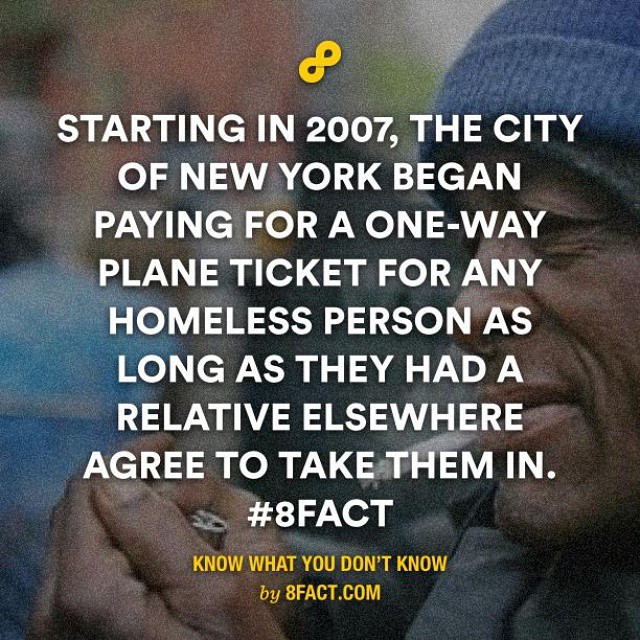 STARTING IN 2007, THE CITY
OF NEW YORK BEGAN
PAYING FOR A ONE-WAY
PLANE TICKET FOR ANY
HOMELESS PERSON AS
LONG AS THEY HAD A
RELATIVE ELSEWHERE
AGREE TO TAKE THEM IN.
#8FACT
KNOW WHAT YOU DON'T KNOW
by 8FACT.COM